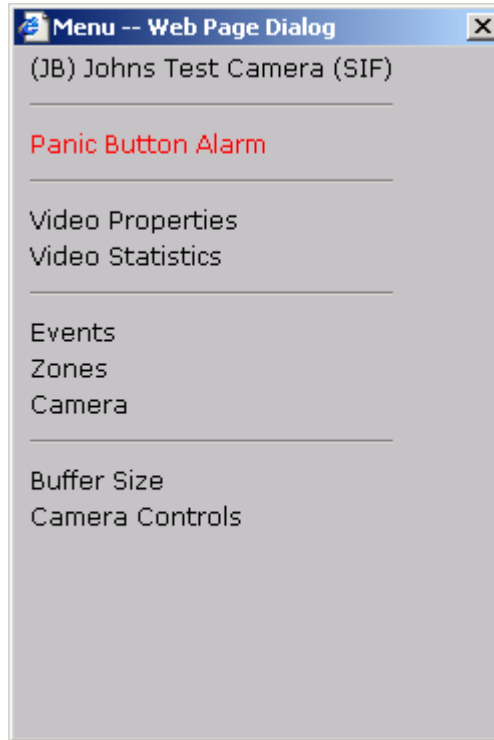 Menu -- Web Page Dialog
(JB) Johns Test Camera (SIF)
Panic Button Alarm
Video Properties
Video Statistics
Events
Zones
Camera
Buffer Size
Camera Controls